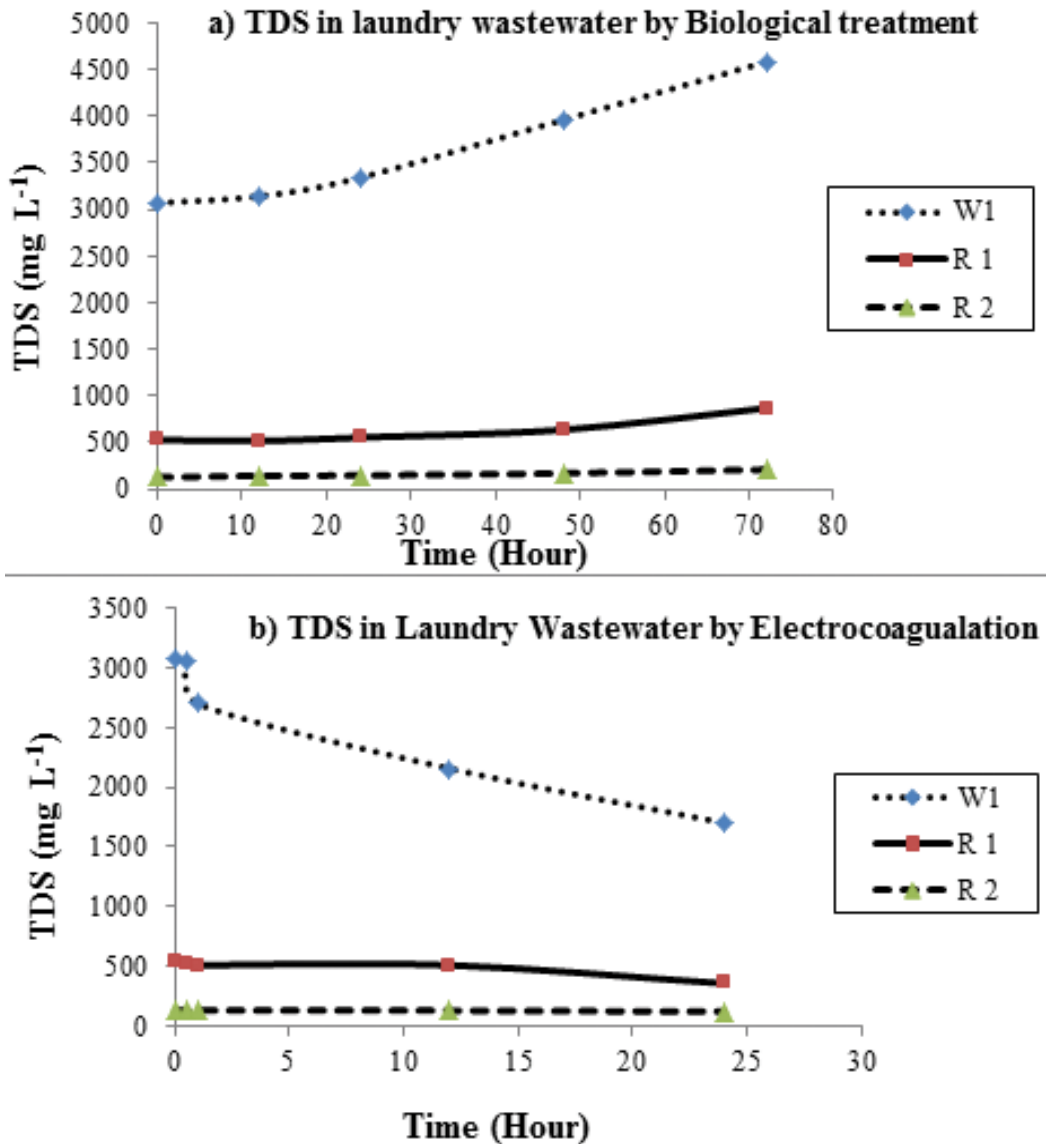 a) TDS in laundry wastewater by Biological treatment
5000
4500
4000
3500
3000
2500
2000
1500
1000
500
0
TDS (mg L-1)
0 10 20 30 40 50 60 70 80
Time (Hour)
W1
R 1
R 2
b) TDS in Laundry Wastewater by Electrocoagualation
3500
3000
2500
2000
1500
1000
500
0
TDS (mg L-1)
0 5 10 15 20 25 30
Time (Hour)
W1
R 1
R 2